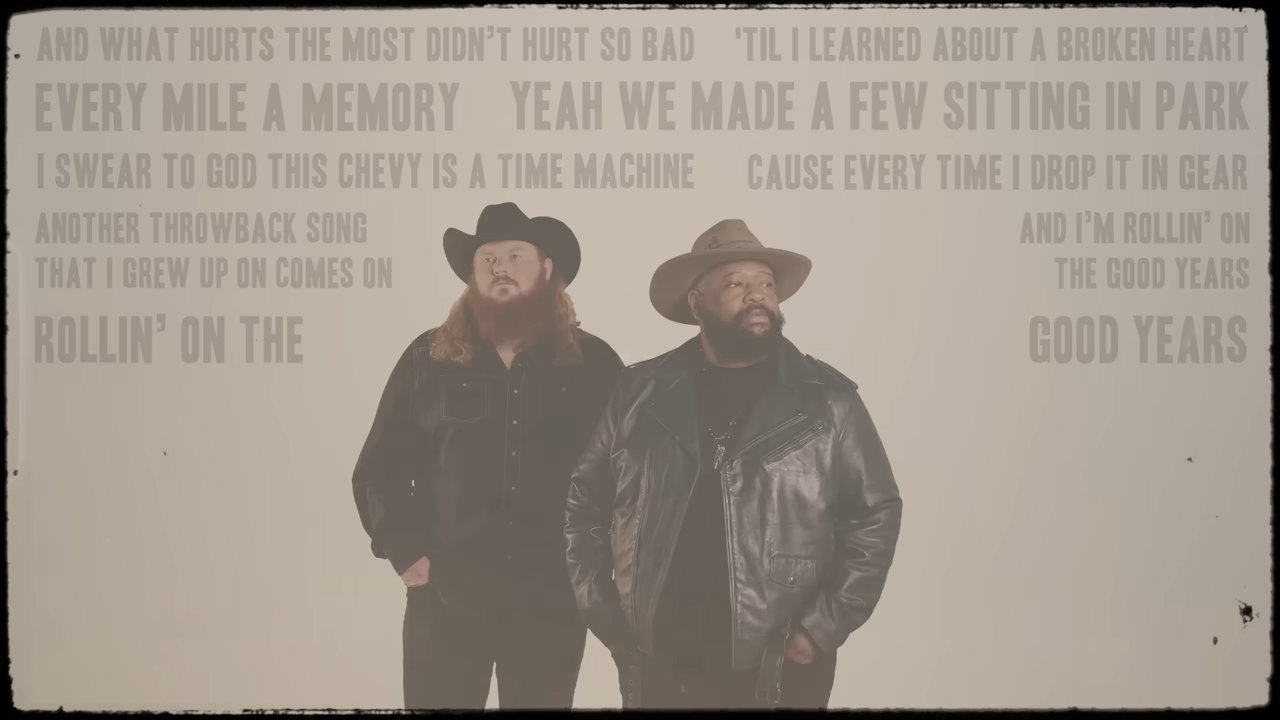 AND WHAT HURTS THE MOST DIDN'T HURT SO BAD 'TIL I LEARNED ABOUT A BROKEN HEART
EVERY MILE A MEMORY YEAH WE MADE A FEW SITTING IN PARK
I SWEAR TO GOD THIS CHEVY IS A TIME MACHINE CAUSE EVERY TIME I DROP IT IN GEAR
ANOTHER THROWBACK SONG AND I'M ROLLIN' ON
THAT I GREW UP ON COMES ON THE GOOD YEARS
ROLLIN' ON THE GOOD YEARS